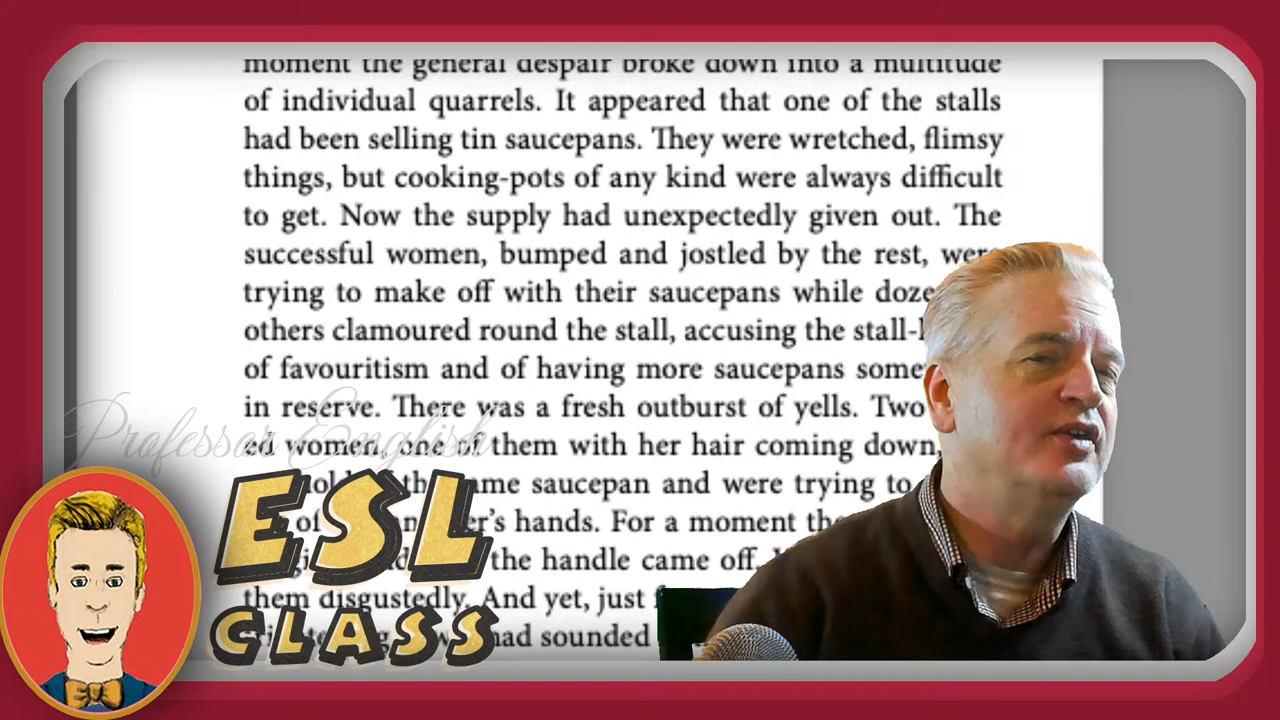 moment the general despair broke down into a multitude
of individual quarrels. It appeared that one of the stalls
had been selling tin saucepans. They were wretched, flimsy
things, but cooking-pots of any kind were always difficult
to get. Now the supply had unexpectedly given out. The
successful women, bumped and jostled by the rest, were
trying to make off with their saucepans while doze
others clamoured round the stall, accusing the stall-
of favouritism and of having more saucepans some
in reserve. There was a fresh outburst of yells. Two
ed women, one of them with her hair coming down,
same saucepan and were trying to
of hands. For a moment
the handle came off.
them disgustedly. And yet, just
had sounded
Professor English
ESL
CLASS